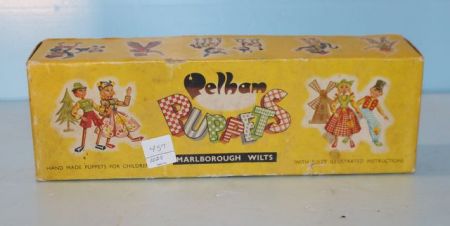 Pelham
PUPPETS
MARLBOROUGH WILTS
HAND MADE PUPPETS FOR CHILDREN
WITH FULLY ILLUSTRATED INSTRUCTIONS
457